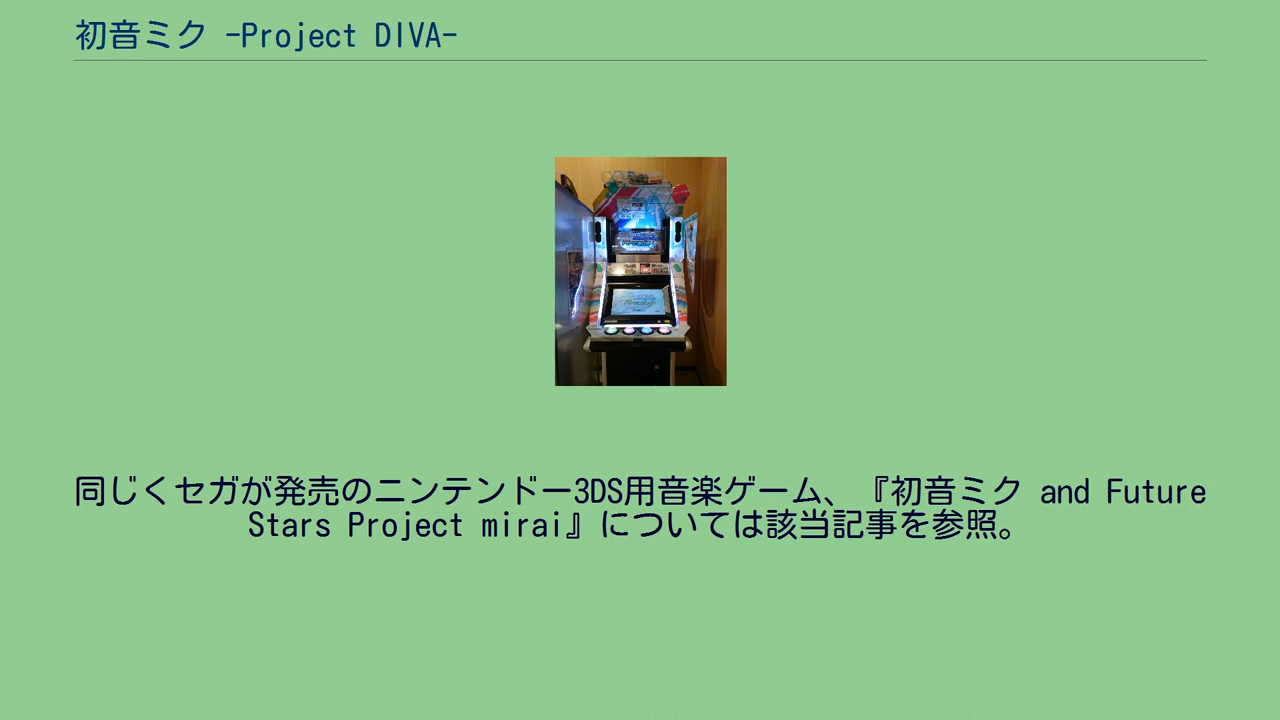 初音ミク -Project DIVA-
同じくセガが発売のニンテンドー3DS用音楽ゲーム、『初音ミク and Future
Stars Project mirai』については該当記事を参照。